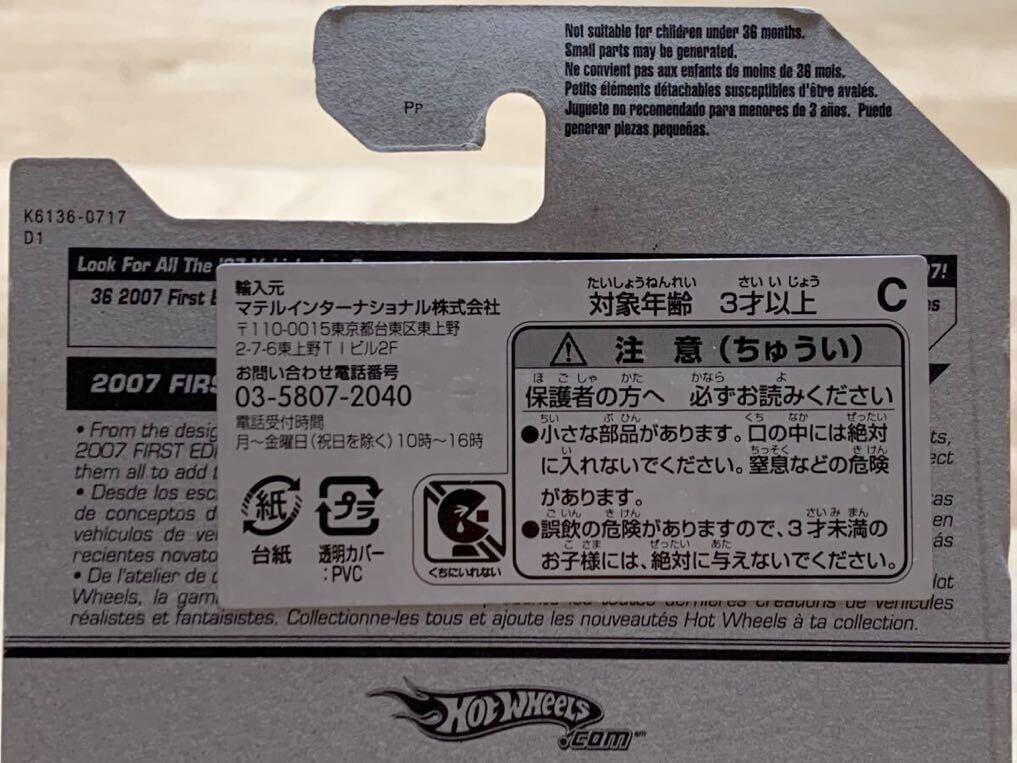 Not suitable for children under 36 months.
Small parts may be generated.
Ne convient pas aux enfants de moins de 36 mois.
Petits éléments détachables susceptibles d'être avalés.
Juguete no recomendado para menores de 3 años. Puede
generar piezas pequeñas.
PP
K6136-0717
D1
Look For All The '07
7!
36 2007 First
es
2007 FIRS
• From the desig
2007 FIRST EDI
them all to add t
• Desde los esc
de conceptos d
vehiculos de ve
recientes novato
• De l'atelier de c
Wheels, la gam
ts,
ect
as
en
ás
lot
toutes dernières créations de véhicules
réalistes et fantaisistes. Collectionne-les tous et ajoute les nouveautés Hot Wheels à ta collection.
輸入元
マテルインターナショナル株式会社
〒110-0015東京都台東区東上野
2-7-6東上野TIビル2F
お問い合わせ電話番号
03-5807-2040
電話受付時間
月~金曜日(祝日を除く)10時~16時
紙
台紙
プラ
透明カバー
:PVC
くちにいれない
たいしょうねんれい さいいじょう
対象年齢 3才以上 C
注 意(ちゅうい)
ほごしゃ かた かなら よ
保護者の方へ 必ずお読みください
ちい ぶひん くち なか ぜったい
●小さな部品があります。口の中には絶対
い ちっそく きけん
に入れないでください。窒息などの危険
があります。
ごいん きけん さいみまん
●誤飲の危険がありますので、3才未満の
こさま ぜったい あた
お子様には、絶対に与えないでください。
HOT WHEELS
.com℠